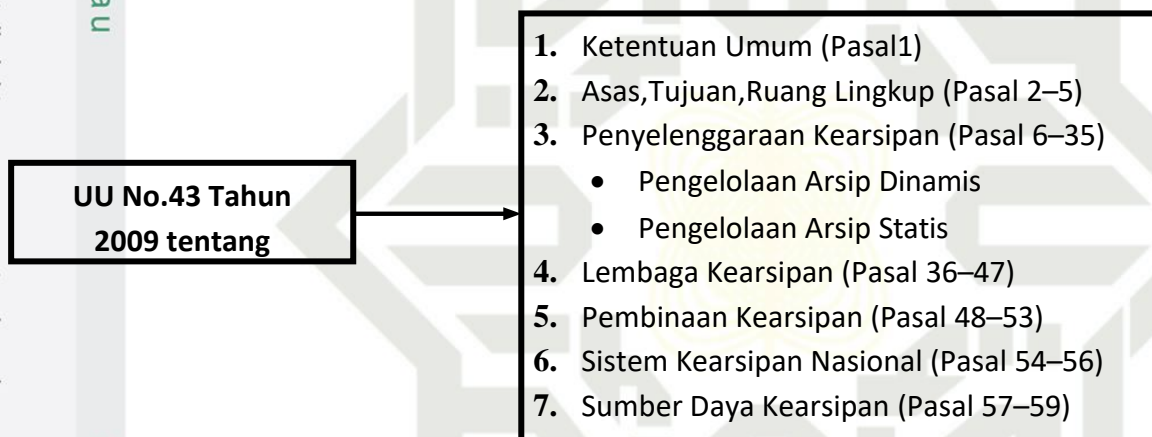 au
UU No.43 Tahun
2009 tentang
1. Ketentuan Umum (Pasal1)
2. Asas,Tujuan,Ruang Lingkup (Pasal 2–5)
3. Penyelenggaraan Kearsipan (Pasal 6–35)
• Pengelolaan Arsip Dinamis
• Pengelolaan Arsip Statis
4. Lembaga Kearsipan (Pasal 36–47)
5. Pembinaan Kearsipan (Pasal 48–53)
6. Sistem Kearsipan Nasional (Pasal 54–56)
7. Sumber Daya Kearsipan (Pasal 57–59)